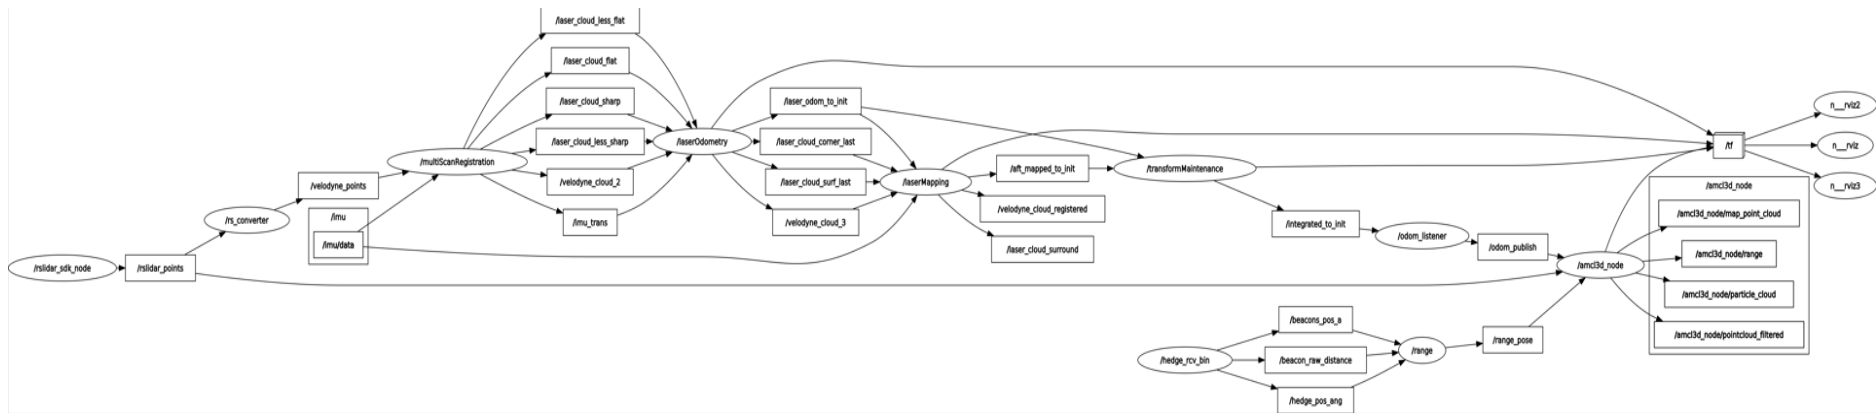 /rslidar_sdk_node
/rslidar_points
/rs_converter
/velodyne_points
/imu
/imu/data
/multiScanRegistration
/laser_cloud_less_flat
/laser_cloud_flat
/laser_cloud_sharp
/laser_cloud_less_sharp
/velodyne_cloud_2
/imu_trans
/laserOdometry
/laser_odom_to_init
/laser_cloud_corner_last
/laser_cloud_surf_last
/velodyne_cloud_3
/laserMapping
/aft_mapped_to_init
/velodyne_cloud_registered
/laser_cloud_surround
/transformMaintenance
/integrated_to_init
/odom_listener
/odom_publish
/hedge_rcv_bin
/beacons_pos_a
/beacon_raw_distance
/hedge_pos_ang
/range
/range_pose
/amcl3d_node
/tf
/amcl3d_node
/amcl3d_node/map_point_cloud
/amcl3d_node/range
/amcl3d_node/particle_cloud
/amcl3d_node/pointcloud_filtered
n__rviz2
n__rviz
n__rviz3